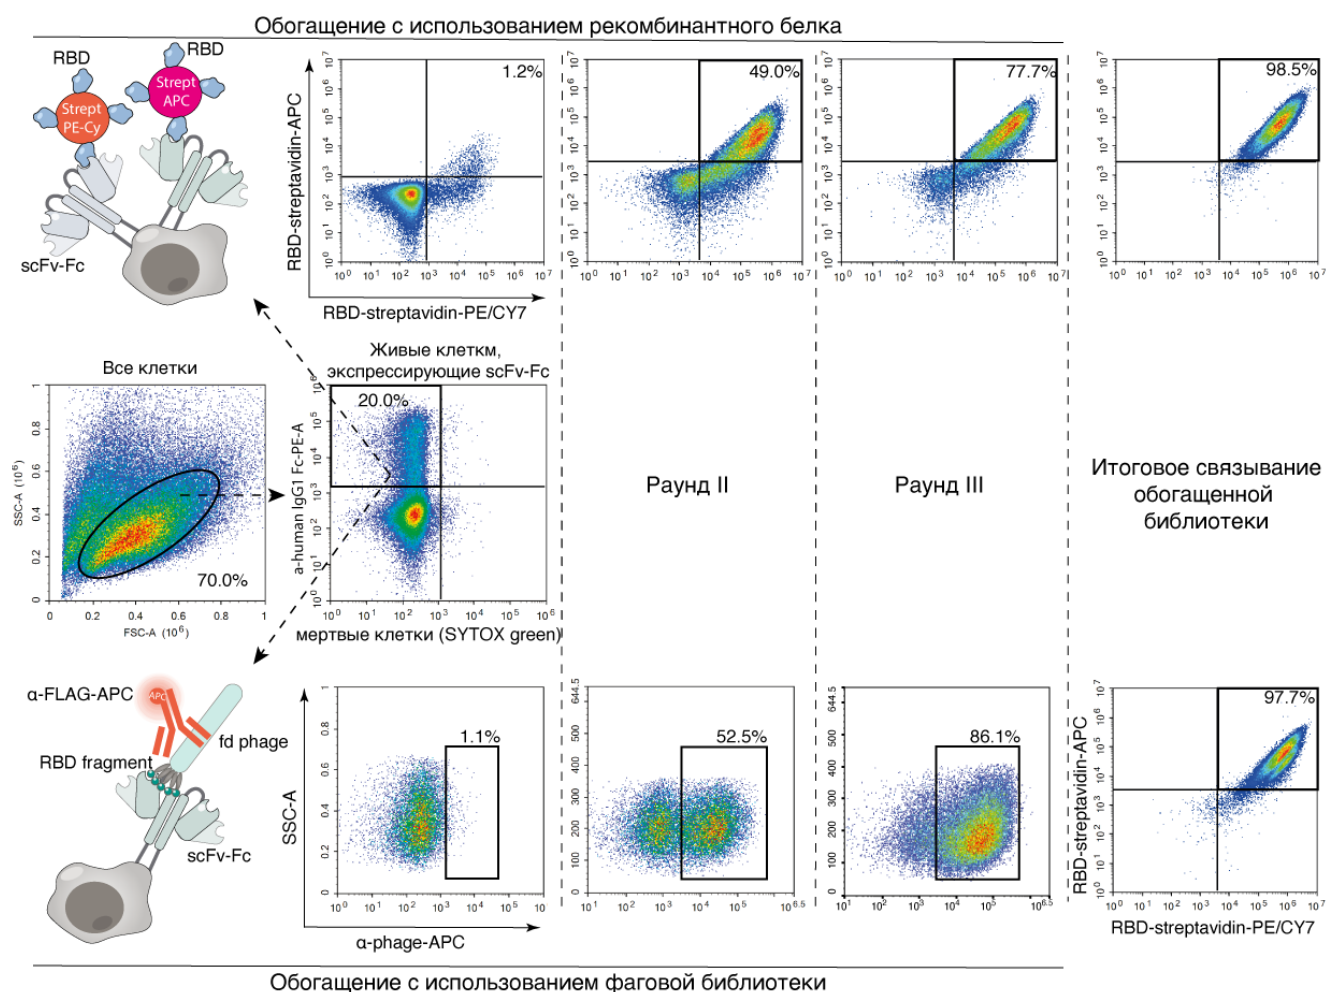 Обогащение с использованием рекомбинантного белка
RBD
RBD
Strept
APC
Strept
PE-Cy
scFv-Fc
RBD-streptavidin-APC
1.2%
RBD-streptavidin-PE/CY7
49.0%
77.7%
98.5%
Все клетки
SSC-A (10⁶)
70.0%
FSC-A (10⁶)
Живые клеткм,
экспрессирующие scFv-Fc
20.0%
a-human IgG1 Fc-PE-A
мертвые клетки (SYTOX green)
Раунд II
Раунд III
Итоговое связывание
обогащенной
библиотеки
α-FLAG-APC
APC
fd phage
RBD fragment
scFv-Fc
SSC-A
1.1%
α-phage-APC
52.5%
86.1%
97.7%
RBD-streptavidin-APC
RBD-streptavidin-PE/CY7
Обогащение с использованием фаговой библиотеки